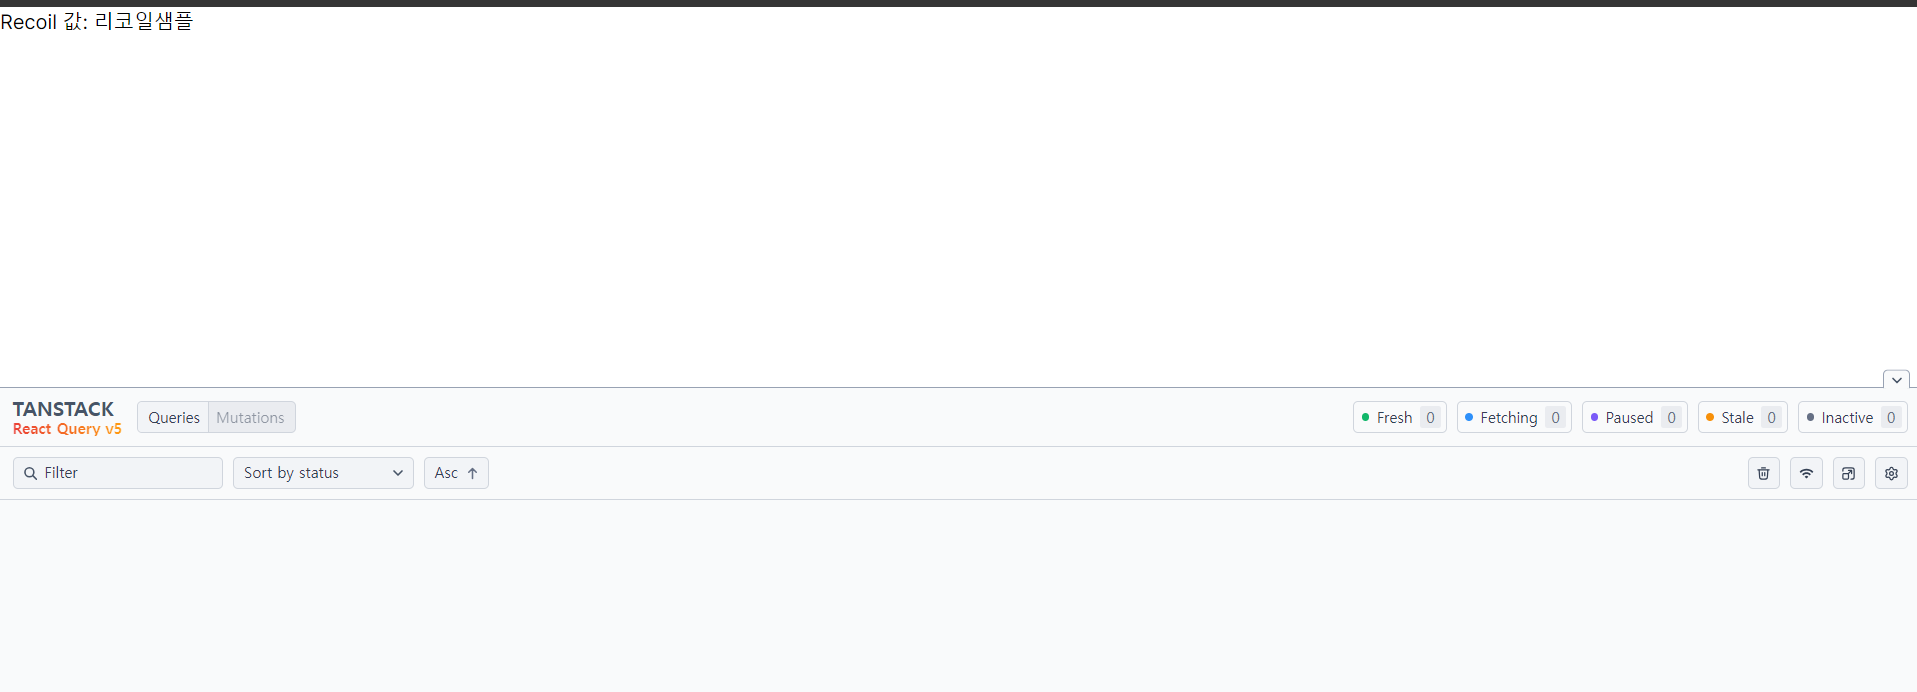 Recoil 값: 리코일샘플
TANSTACK
React Query v5
Queries Mutations
Fresh 0 Fetching 0 Paused 0 Stale 0 Inactive 0
Filter Sort by status Asc ↑